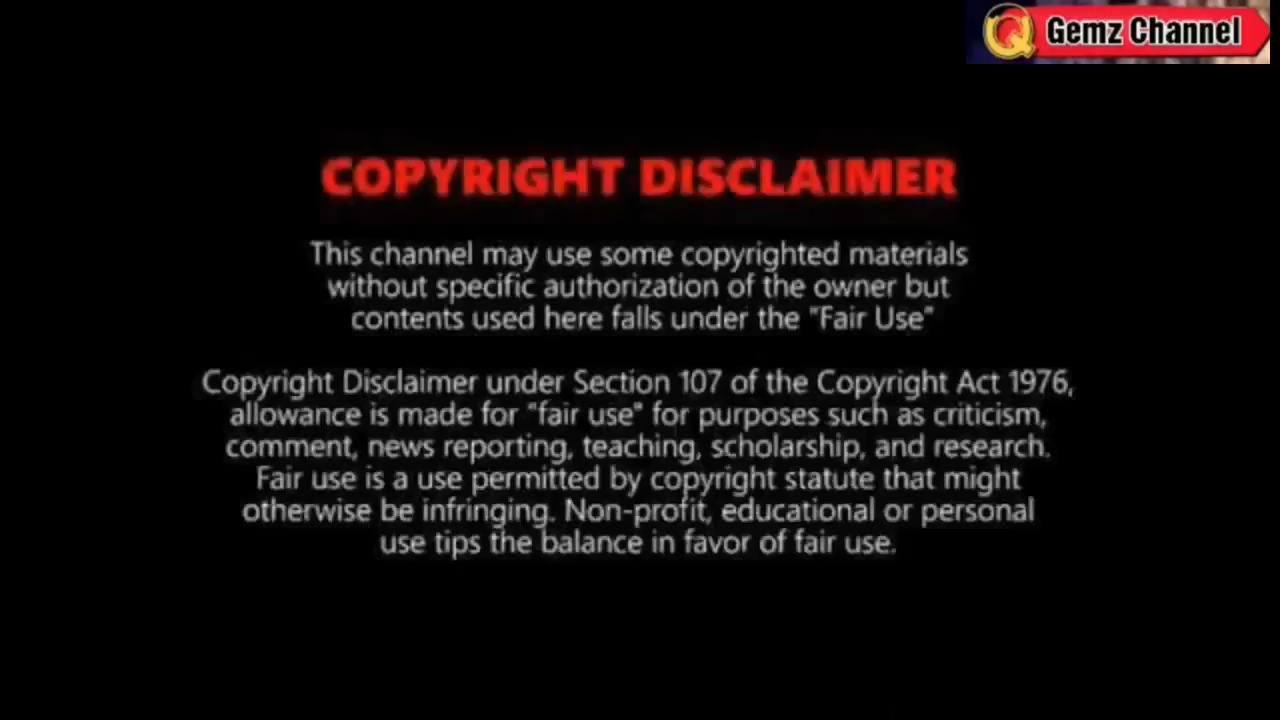 Gemz Channel
COPYRIGHT DISCLAIMER
This channel may use some copyrighted materials
without specific authorization of the owner but
contents used here falls under the "Fair Use"
Copyright Disclaimer under Section 107 of the Copyright Act 1976,
allowance is made for "fair use" for purposes such as criticism,
comment, news reporting, teaching, scholarship, and research.
Fair use is a use permitted by copyright statute that might
otherwise be infringing. Non-profit, educational or personal
use tips the balance in favor of fair use.